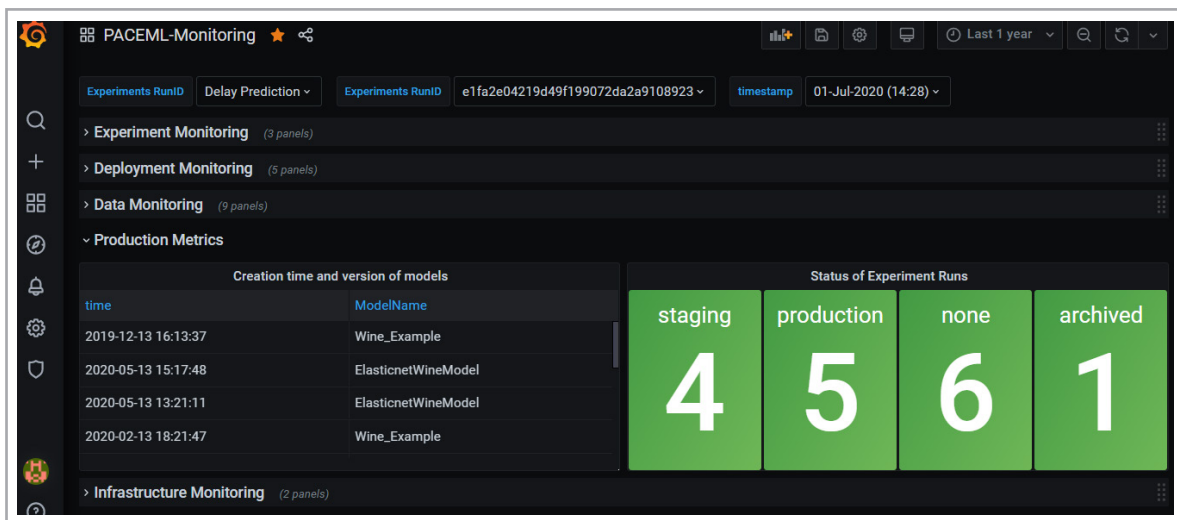 PACEML-Monitoring
Last 1 year
Experiments RunID Delay Prediction Experiments RunID e1fa2e04219d49f199072da2a9108923 timestamp 01-Jul-2020 (14:28)
Experiment Monitoring (3 panels)
Deployment Monitoring (5 panels)
Data Monitoring (9 panels)
Production Metrics
Creation time and version of models
time ModelName
2019-12-13 16:13:37 Wine_Example
2020-05-13 15:17:48 ElasticnetWineModel
2020-05-13 13:21:11 ElasticnetWineModel
2020-02-13 18:21:47 Wine_Example
Status of Experiment Runs
staging production none archived
4 5 6 1
Infrastructure Monitoring (2 panels)